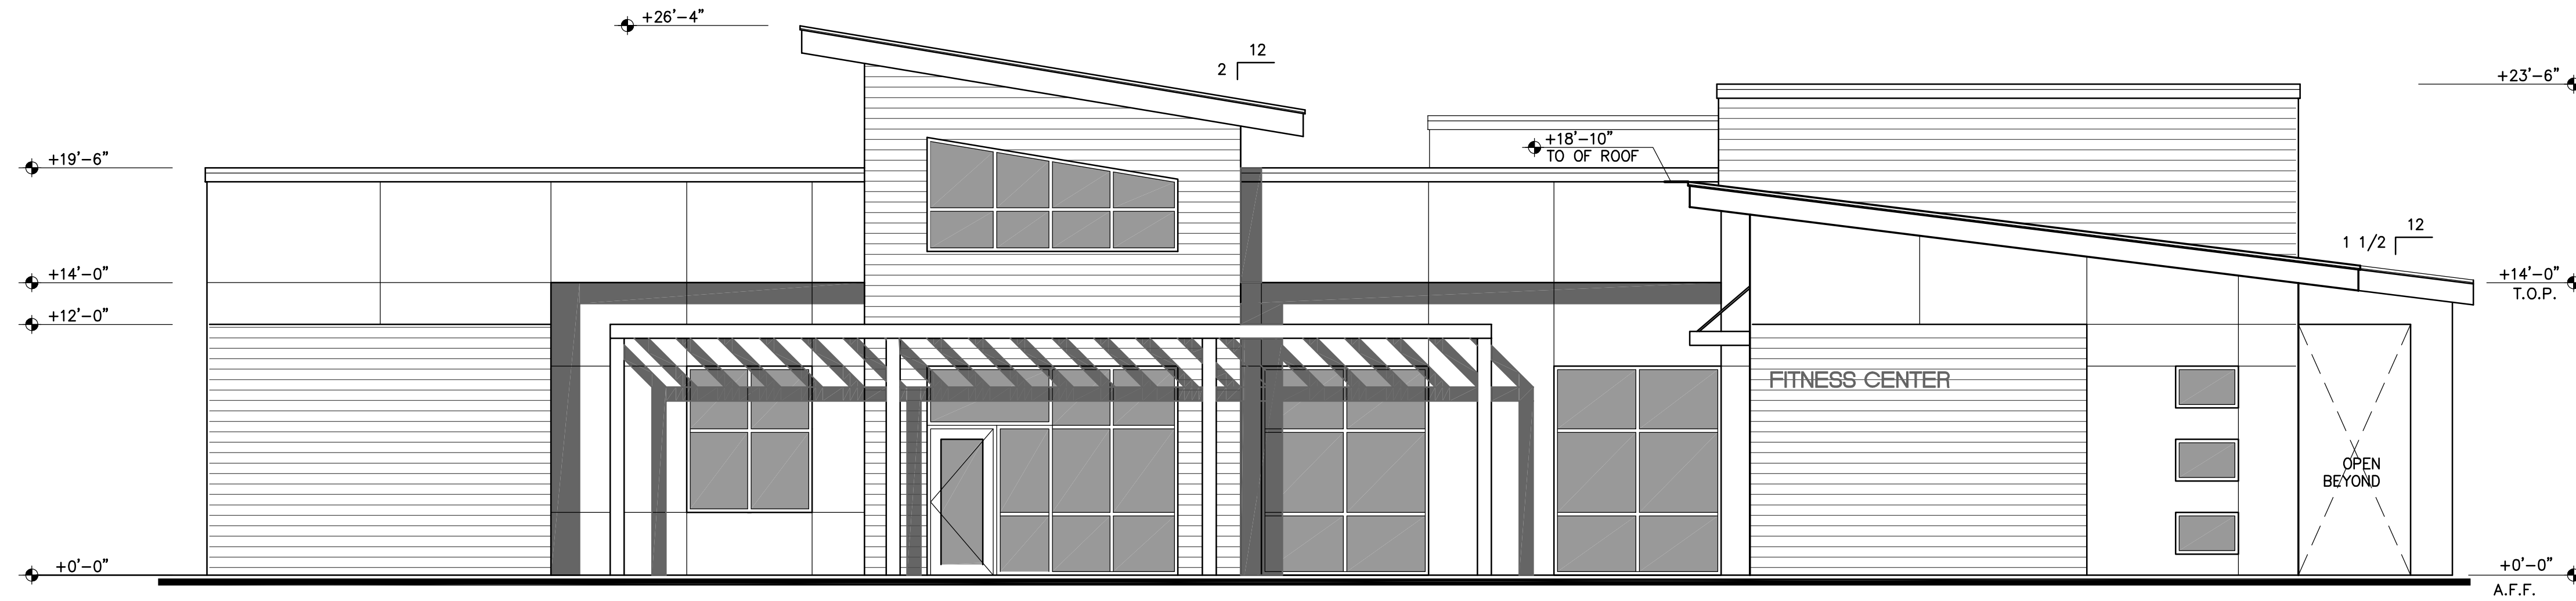 +26’-4”
12
2
+23’-6”
+18’-10”
TO OF ROOF
+19’-6”
12
1 1/2
+14’-0”
+14’-0”
T.O.P.
+12’-0”
FITNESS CENTER
OPEN
BEYOND
+0’-0”
+0’-0”
A.F.F.